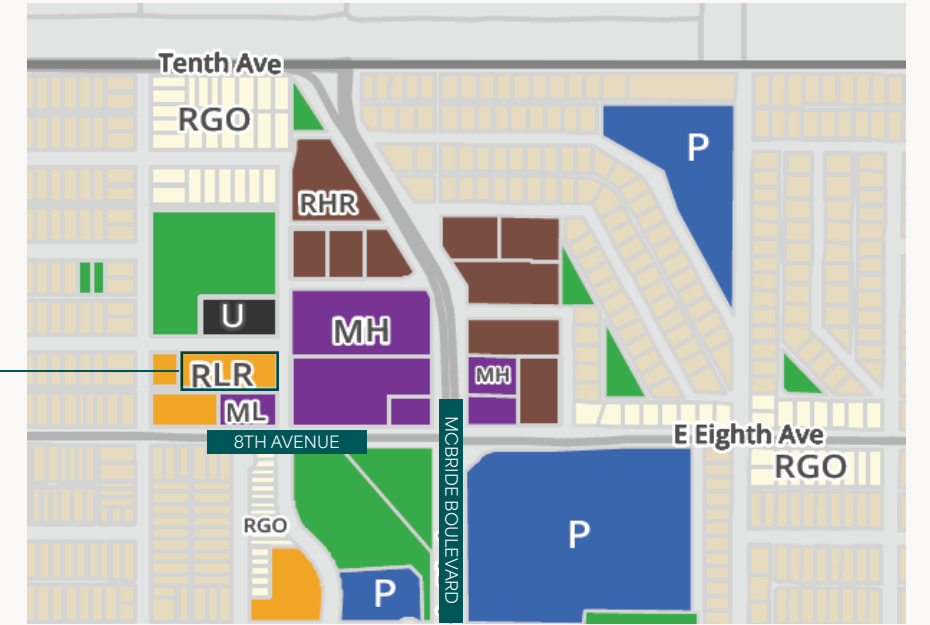 Tenth Ave
RGO
P
RHR
U
MH
RLR
MH
ML
8TH AVENUE
MCBRIDE BOULEVARD
E Eighth Ave
RGO
RGO
P
P